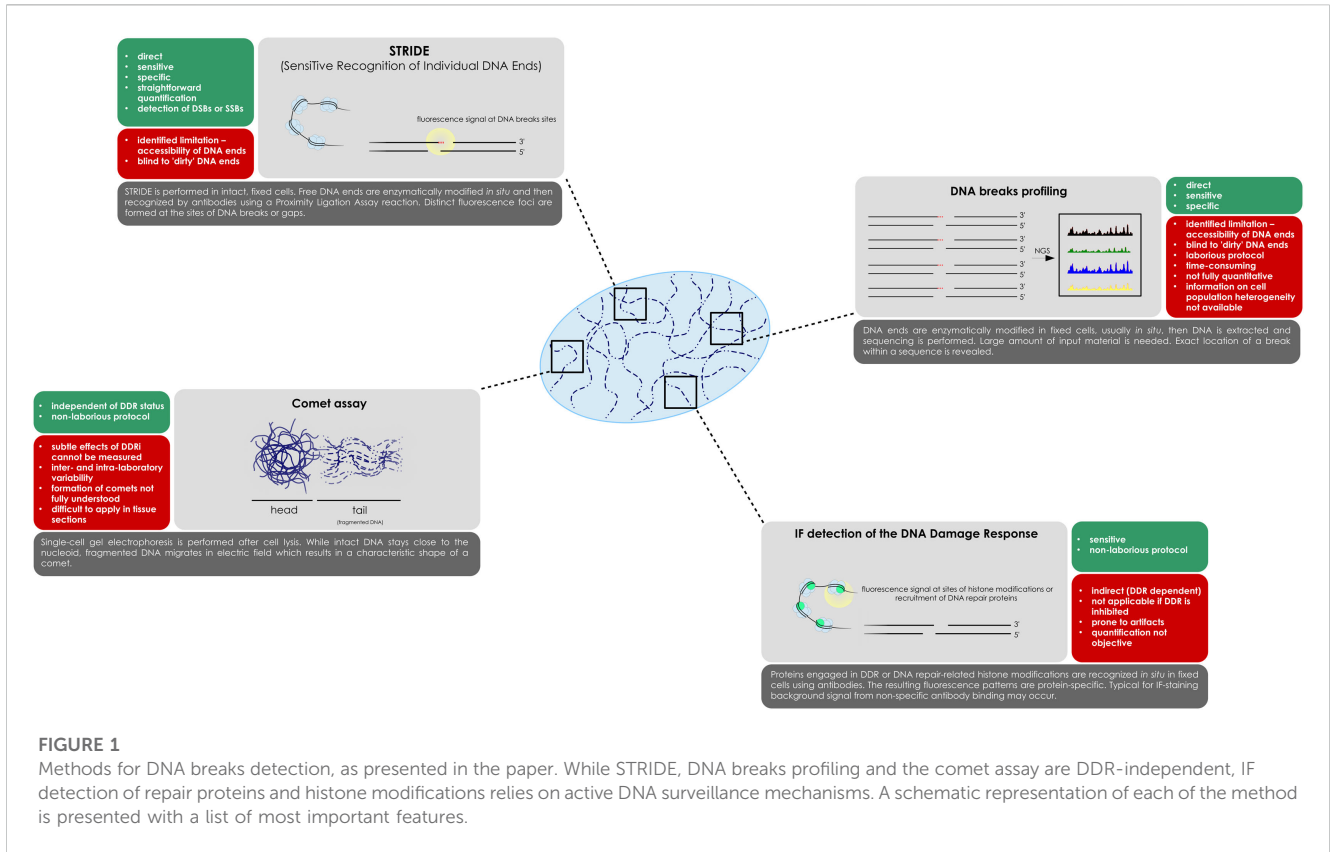 STRIDE
(SensiTive Recognition of Individual DNA Ends)
• direct
• sensitive
• specific
• straightforward
quantification
• detection of DSBs or SSBs
• identified limitation –
accessibility of DNA ends
• blind to 'dirty' DNA ends
fluorescence signal at DNA breaks sites
3'
5'
STRIDE is performed in intact, fixed cells. Free DNA ends are enzymatically modified in situ and then
recognized by antibodies using a Proximity Ligation Assay reaction. Distinct fluorescence foci are
formed at the sites of DNA breaks or gaps.
DNA breaks profiling
3'
5'
3'
5'
3'
5'
3'
5'
NGS
• direct
• sensitive
• specific
• identified limitation –
accessibility of DNA ends
• blind to 'dirty' DNA ends
• laborious protocol
• time-consuming
• not fully quantitative
• information on cell
population heterogeneity
not available
DNA ends are enzymatically modified in fixed cells, usually in situ, then DNA is extracted and
sequencing is performed. Large amount of input material is needed. Exact location of a break
within a sequence is revealed.
• independent of DDR status
• non-laborious protocol
• subtle effects of DDRi
cannot be measured
• inter- and intra-laboratory
variability
• formation of comets not
fully understood
• difficult to apply in tissue
sections
Comet assay
head
tail
(fragmented DNA)
Single-cell gel electrophoresis is performed after cell lysis. While intact DNA stays close to the
nucleoid, fragmented DNA migrates in electric field which results in a characteristic shape of a
comet.
IF detection of the DNA Damage Response
fluorescence signal at sites of histone modifications or
recruitment of DNA repair proteins
3'
5'
• sensitive
• non-laborious protocol
• indirect (DDR dependent)
• not applicable if DDR is
inhibited
• prone to artifacts
• quantification not
objective
Proteins engaged in DDR or DNA repair-related histone modifications are recognized in situ in fixed
cells using antibodies. The resulting fluorescence patterns are protein-specific. Typical for IF-staining
background signal from non-specific antibody binding may occur.
FIGURE 1
Methods for DNA breaks detection, as presented in the paper. While STRIDE, DNA breaks profiling and the comet assay are DDR-independent, IF
detection of repair proteins and histone modifications relies on active DNA surveillance mechanisms. A schematic representation of each of the method
is presented with a list of most important features.